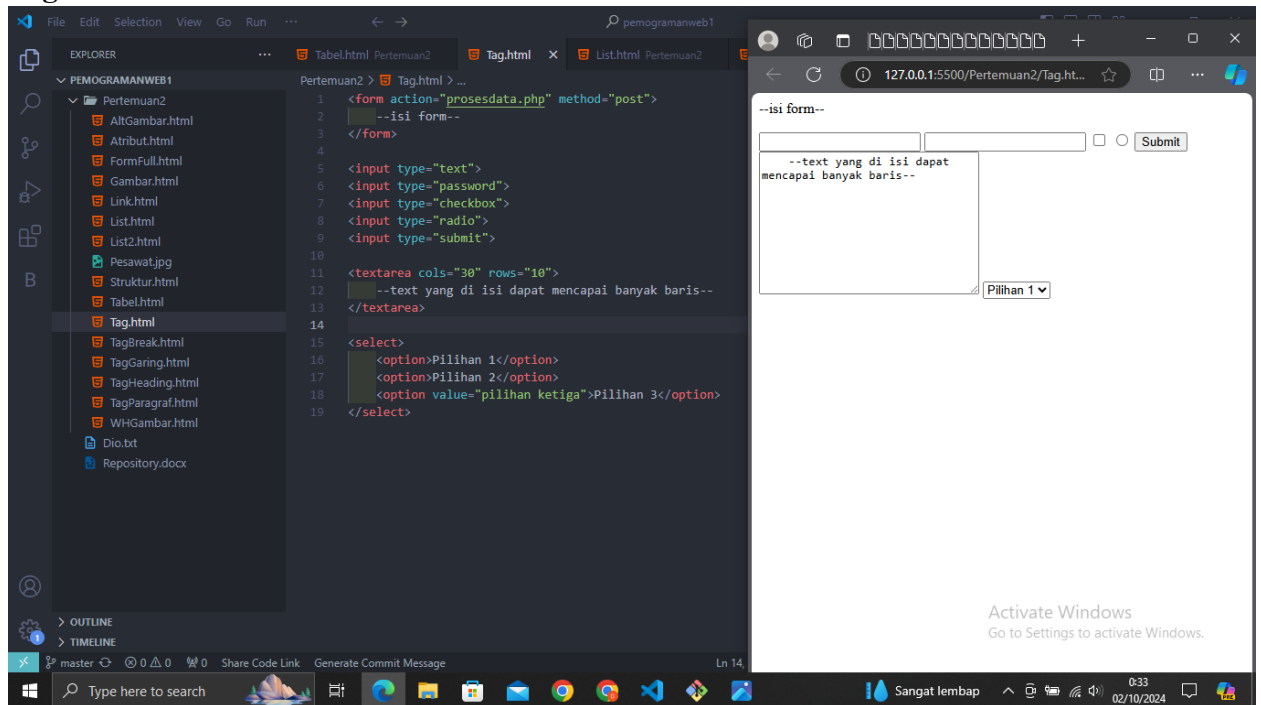 File Edit Selection View Go Run ... pemogramanweb1
EXPLORER
PEMOGRAMANWEB1
Pertemuan2
AltGambar.html
Atribut.html
FormFull.html
Gambar.html
Link.html
List.html
List2.html
Pesawat.jpg
Struktur.html
Tabel.html
Tag.html
TagBreak.html
TagGaring.html
TagHeading.html
TagParagraf.html
WHGambar.html
Dio.txt
Repository.docx
OUTLINE
TIMELINE
Tabel.html Pertemuan2 Tag.html List.html Pertemuan2
Pertemuan2 > Tag.html > ...
1 <form action="prosesdata.php" method="post">
2     --isi form--
3 </form>
4
5 <input type="text">
6 <input type="password">
7 <input type="checkbox">
8 <input type="radio">
9 <input type="submit">
10
11 <textarea cols="30" rows="10">
12     --text yang di isi dapat mencapai banyak baris--
13 </textarea>
14
15 <select>
16     <option>Pilihan 1</option>
17     <option>Pilihan 2</option>
18     <option value="pilihan ketiga">Pilihan 3</option>
19 </select>
127.0.0.1:5500/Pertemuan2/Tag.ht...
--isi form--
Submit
--text yang di isi dapat
mencapai banyak baris--
Pilihan 1
Activate Windows
Go to Settings to activate Windows.
1
master 0 0 0 Share Code Link Generate Commit Message Ln 14,
Type here to search Sangat lembap 0:33
02/10/2024